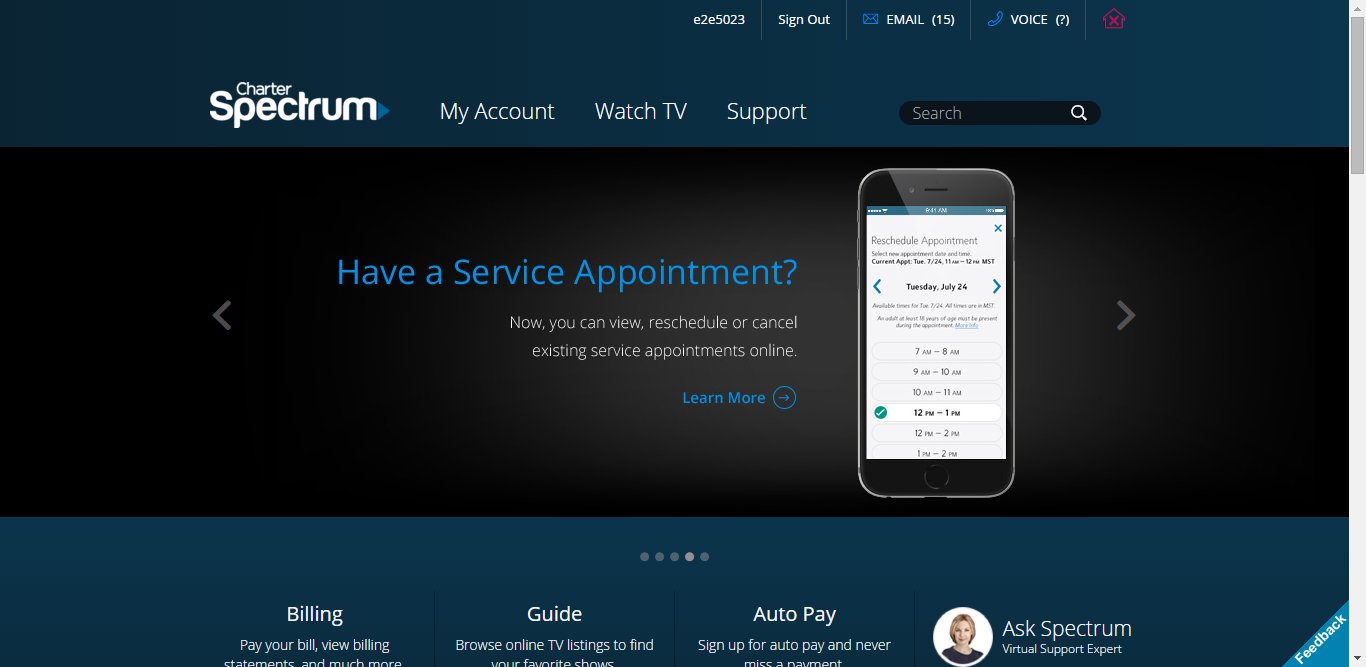 e2e5023
Sign Out
EMAIL (15)
VOICE (?)
Charter
Spectrum
My Account
Watch TV
Support
Search
Have a Service Appointment?
Now, you can view, reschedule or cancel
existing service appointments online.
Learn More
9:41 AM
Reschedule Appointment
Select new appointment date and time.
Current Appt: Tue. 7/24, 11 AM – 12 PM MST
Tuesday, July 24
Available times for Tue. 7/24. All times are in MST.
An adult at least 18 years of age must be present
during the appointment. More Info
7 AM – 8 AM
9 AM – 10 AM
10 AM – 11 AM
12 PM – 1 PM
12 PM – 2 PM
1 PM – 2 PM
Billing
Pay your bill, view billing
statements, and much more
Guide
Browse online TV listings to find
your favorite shows
Auto Pay
Sign up for auto pay and never
miss a payment
Ask Spectrum
Virtual Support Expert
Feedback